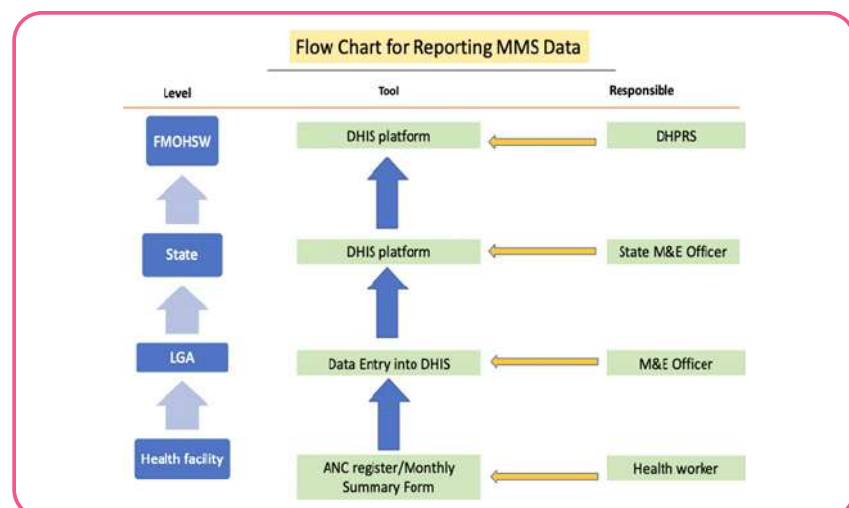 Flow Chart for Reporting MMS Data
Level Tool Responsible
FMOHSW DHIS platform DHPRS
State DHIS platform State M&E Officer
LGA Data Entry into DHIS M&E Officer
Health facility ANC register/Monthly Health worker
Summary Form